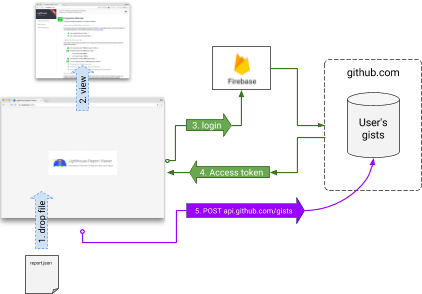 2. view
Lighthouse Report Viewer
1. drop file
report.json
Firebase
3. login
4. Access token
5. POST api.github.com/gists
github.com
User's
gists